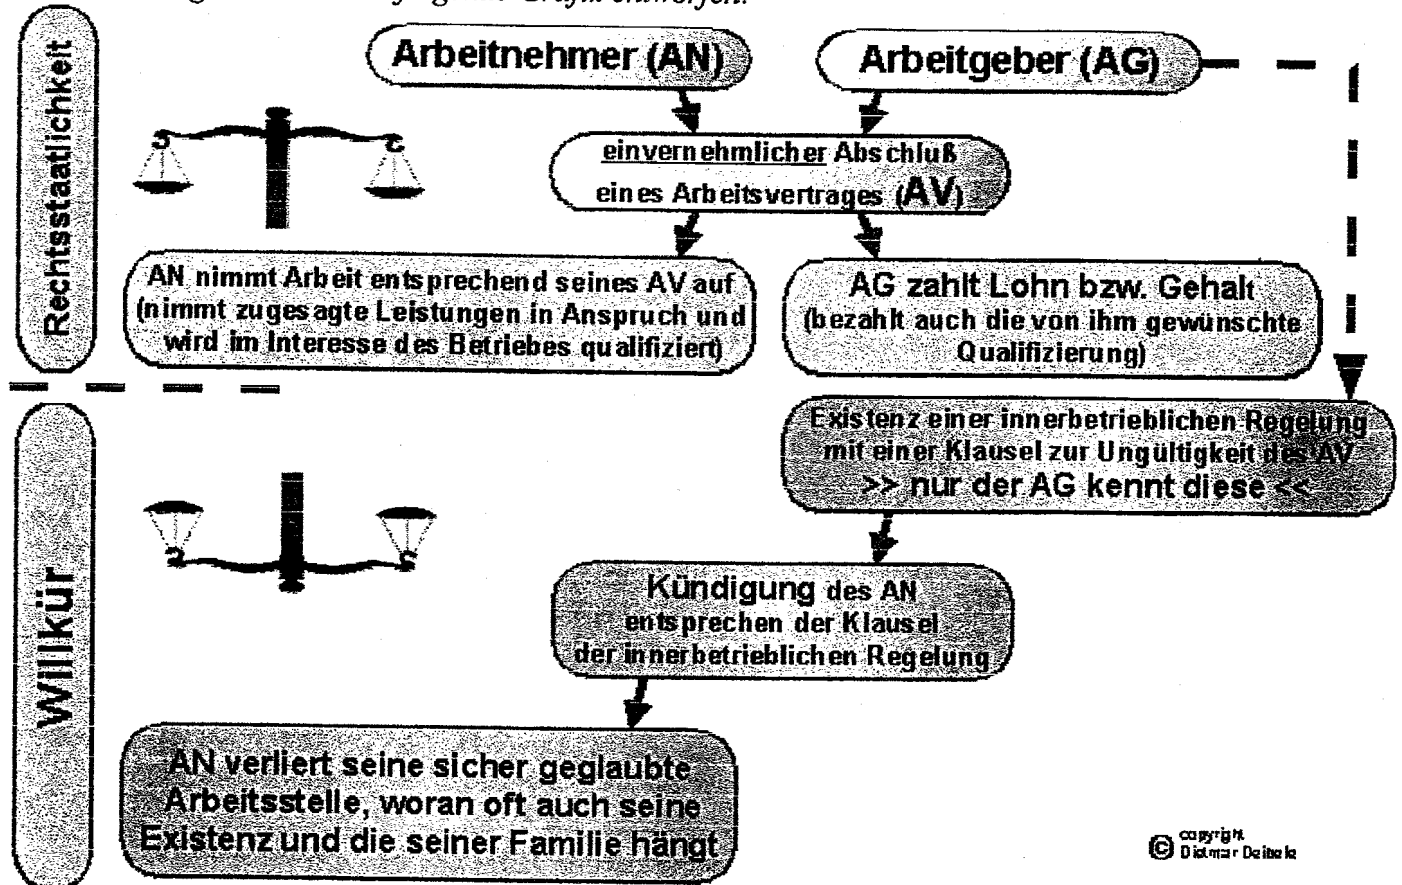 Grafik entworfen:
Rechtsstaatlichkeit
Arbeitnehmer (AN)
Arbeitgeber (AG)
einvernehmlicher Abschluß
eines Arbeitsvertrages (AV)
AN nimmt Arbeit entsprechend seines AV auf
(nimmt zugesagte Leistungen in Anspruch und
wird im Interesse des Betriebes qualifiziert)
AG zahlt Lohn bzw. Gehalt
(bezahlt auch die von ihm gewünschte
Qualifizierung)
Willkür
Existenz einer innerbetrieblichen Regelung
mit einer Klausel zur Ungültigkeit des AV
>> nur der AG kennt diese <<
Kündigung des AN
entsprechen der Klausel
der innerbetrieblichen Regelung
AN verliert seine sicher geglaubte
Arbeitsstelle, woran oft auch seine
Existenz und die seiner Familie hängt
© copyright
Dietmar Deibele